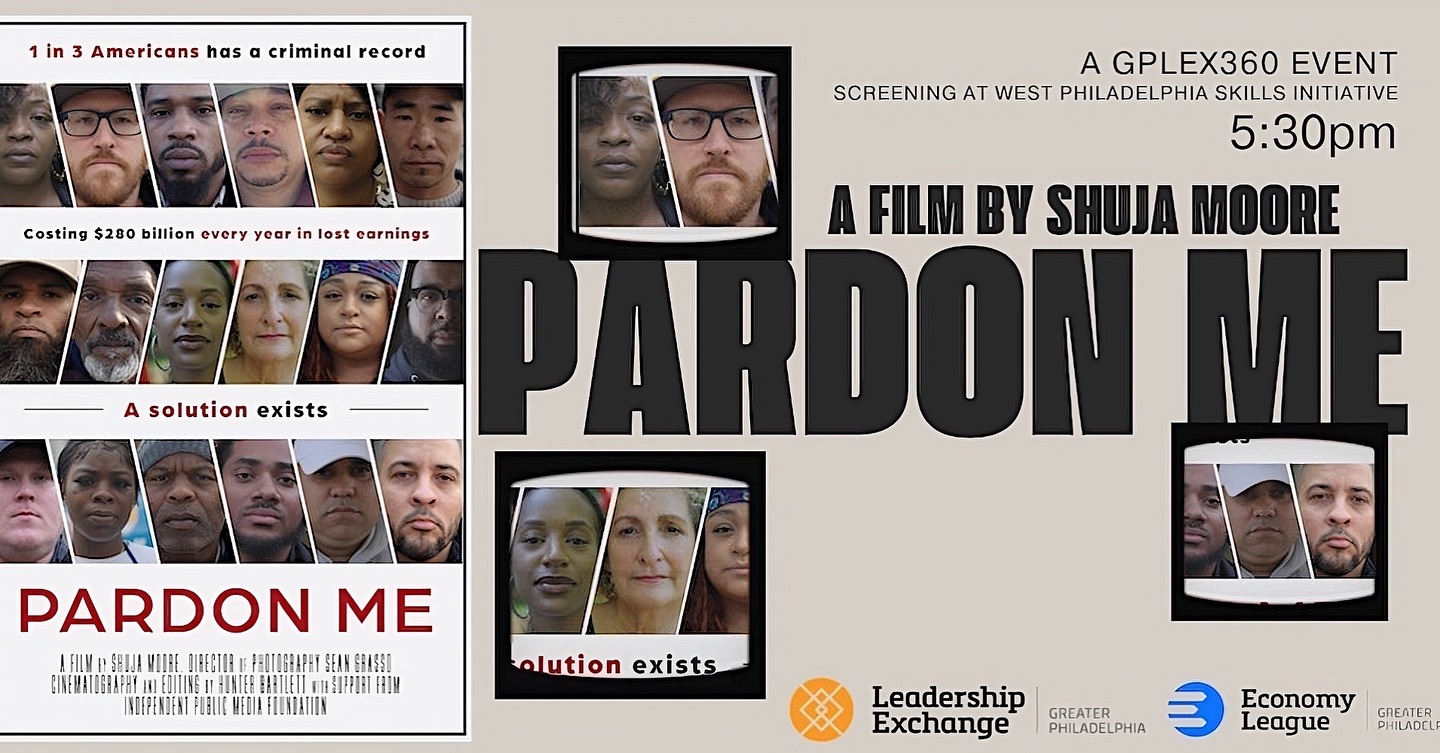 1 in 3 Americans has a criminal record
Costing $280 billion every year in lost earnings
A solution exists
PARDON ME
A FILM BY SHUJA MOORE. DIRECTOR OF PHOTOGRAPHY SEAN GRASSO
CINEMATOGRAPHY AND EDITING BY HUNTER BARTLETT WITH SUPPORT FROM
INDEPENDENT PUBLIC MEDIA FOUNDATION
A GPLEX360 EVENT
SCREENING AT WEST PHILADELPHIA SKILLS INITIATIVE
5:30pm
A FILM BY SHUJA MOORE
PARDON ME
olution exists
Leadership
Exchange
GREATER
PHILADELPHIA
Economy
League
GREATER
PHILADELP